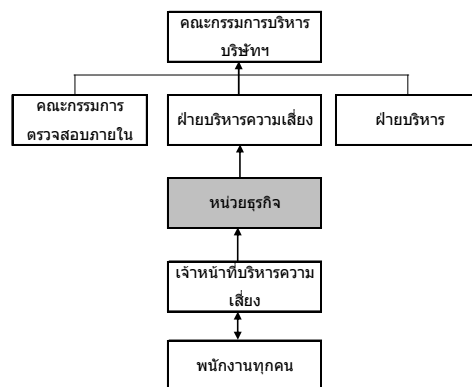 คณะกรรมการบริหาร
บริษัทฯ
คณะกรรมการ
ตรวจสอบภายใน
ฝ่ายบริหารความเสี่ยง
ฝ่ายบริหาร
หน่วยธุรกิจ
เจ้าหน้าที่บริหารความ
เสี่ยง
พนักงานทุกคน